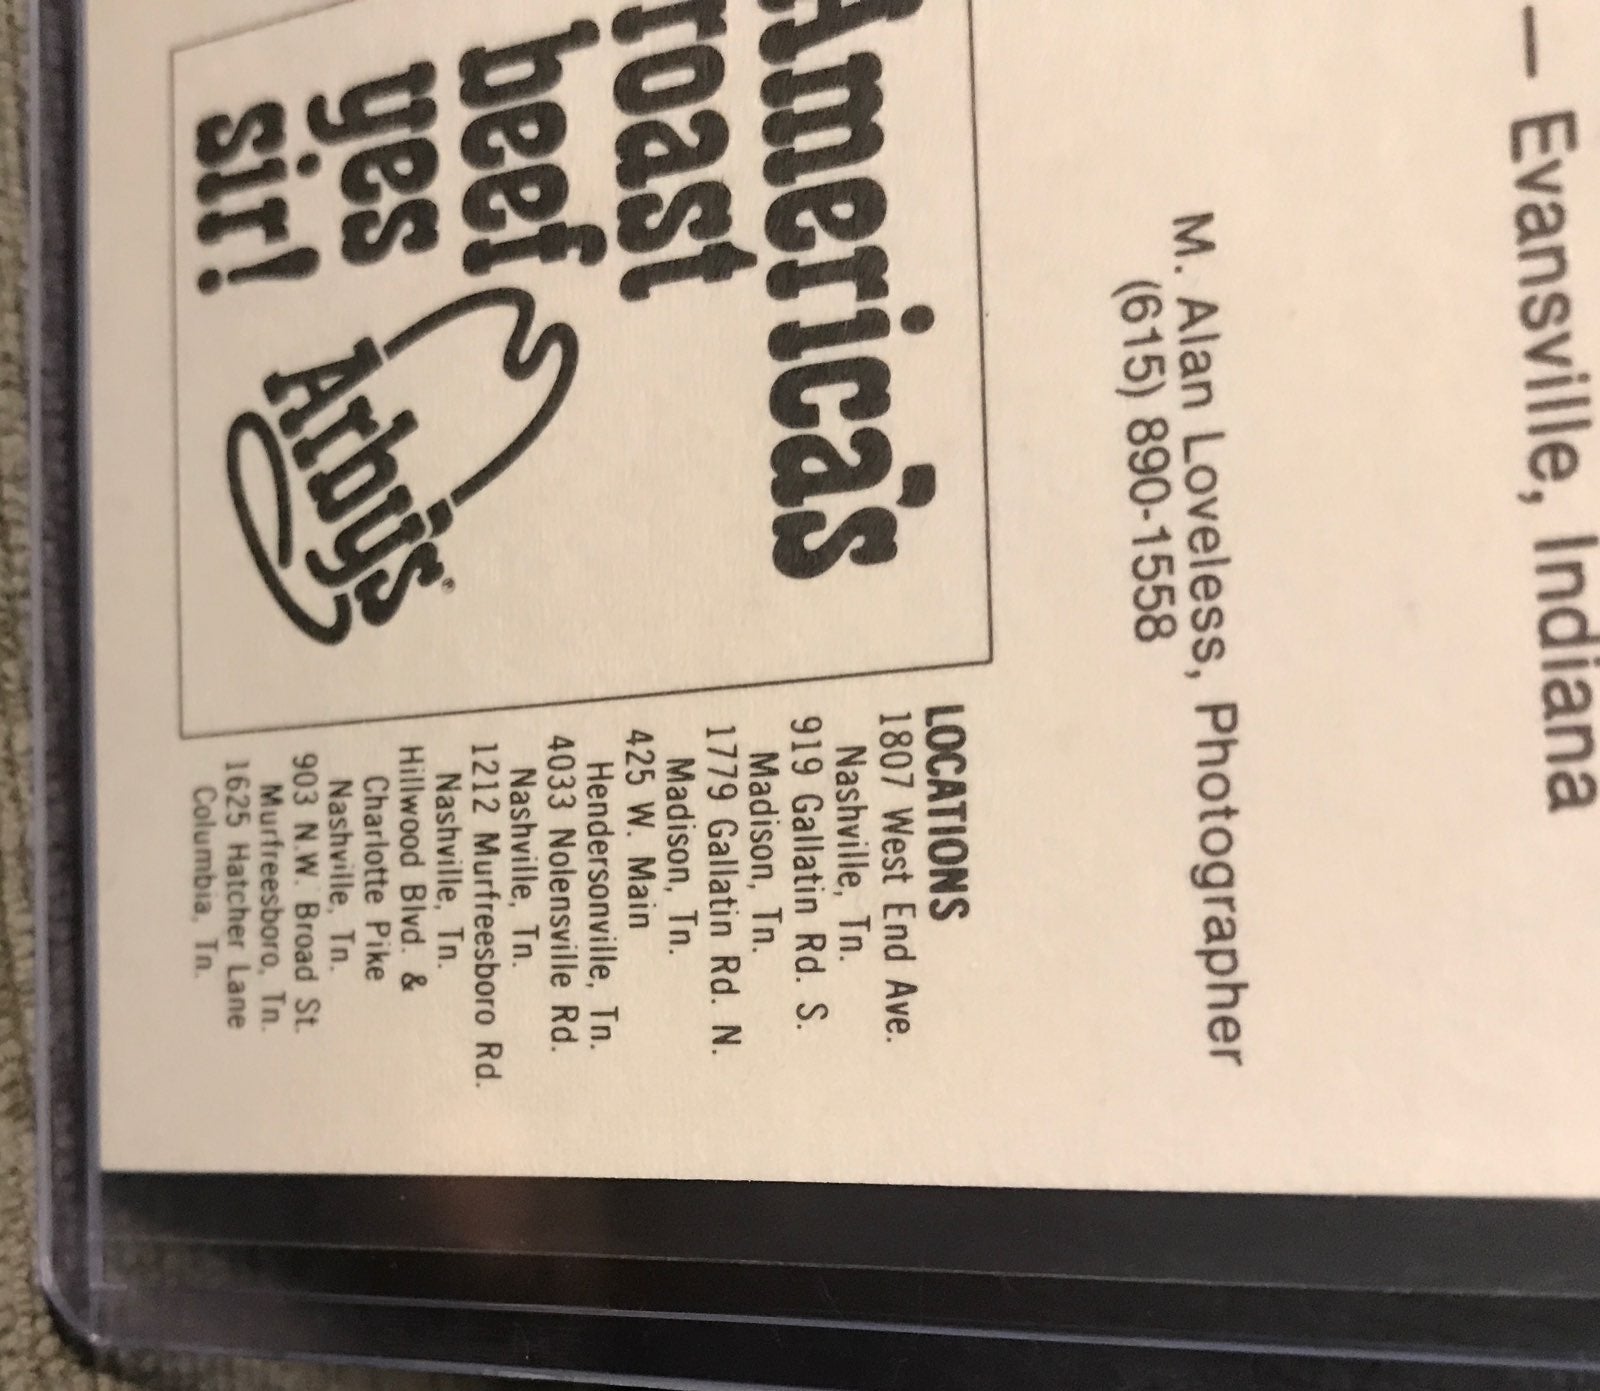 — Evansville, Indiana
M. Alan Loveless, Photographer
(615) 890-1558
America's
roast
beef
yes
sir!
Arby's®
LOCATIONS
1807 West End Ave.
Nashville, Tn.
919 Gallatin Rd. S.
Madison, Tn.
1779 Gallatin Rd. N.
Madison, Tn.
425 W. Main
Hendersonville, Tn.
4033 Nolensville Rd.
Nashville, Tn.
1212 Murfreesboro Rd.
Nashville, Tn.
Hillwood Blvd. &
Charlotte Pike
Nashville, Tn.
903 N.W. Broad St.
Murfreesboro, Tn.
1625 Hatcher Lane
Columbia, Tn.